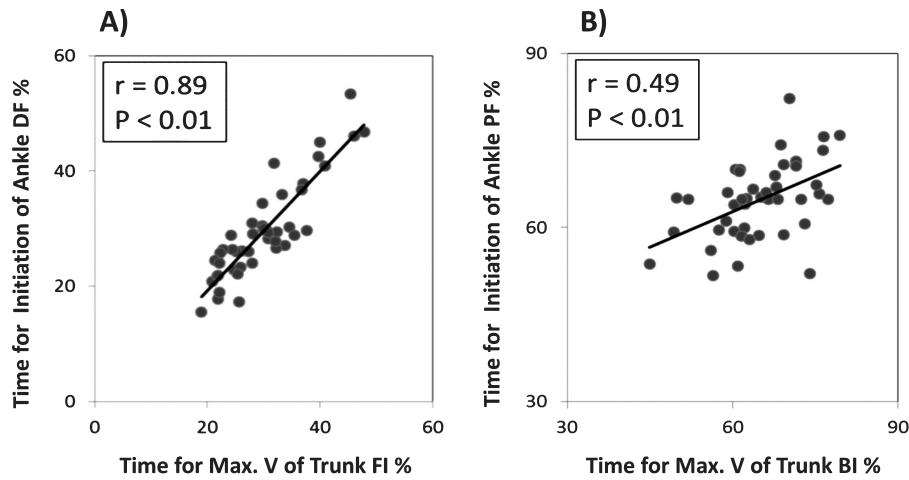 A)
r = 0.89
P < 0.01
Time for Initiation of Ankle DF %
60
40
20
0
0 20 40 60
Time for Max. V of Trunk FI %
B)
r = 0.49
P < 0.01
Time for Initiation of Ankle PF %
90
60
30
30 60 90
Time for Max. V of Trunk BI %